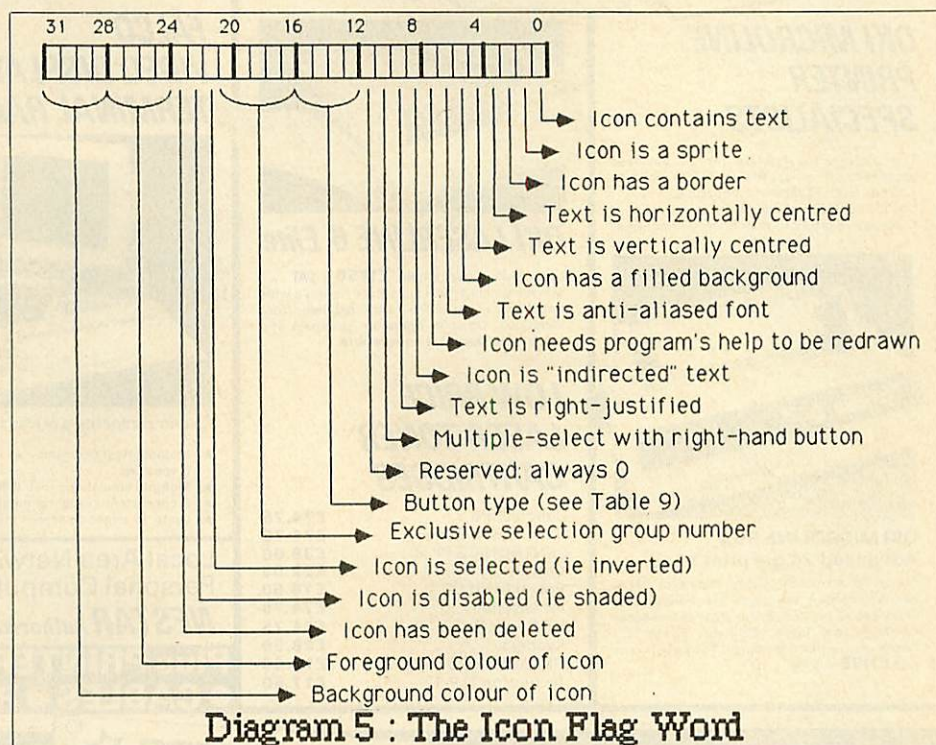 31 28 24 20 16 12 8 4 0
Icon contains text
Icon is a sprite
Icon has a border
Text is horizontally centred
Text is vertically centred
Icon has a filled background
Text is anti-aliased font
Icon needs program's help to be redrawn
Icon is "indirected" text
Text is right-justified
Multiple-select with right-hand button
Reserved: always 0
Button type (see Table 9)
Exclusive selection group number
Icon is selected (ie inverted)
Icon is disabled (ie shaded)
Icon has been deleted
Foreground colour of icon
Background colour of icon
Diagram 5 : The Icon Flag Word